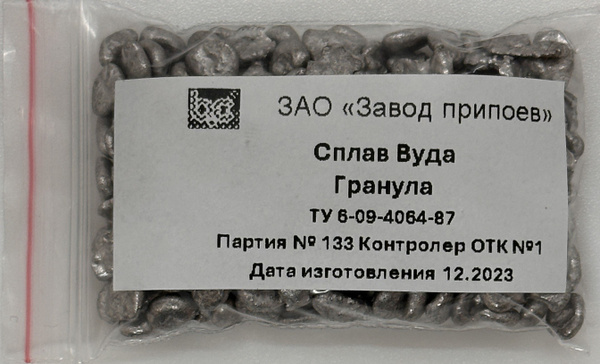 ЗАО «Завод припоев»
Сплав Вуда
Гранула
ТУ 6-09-4064-87
Партия № 133 Контролер ОТК №1
Дата изготовления 12.2023